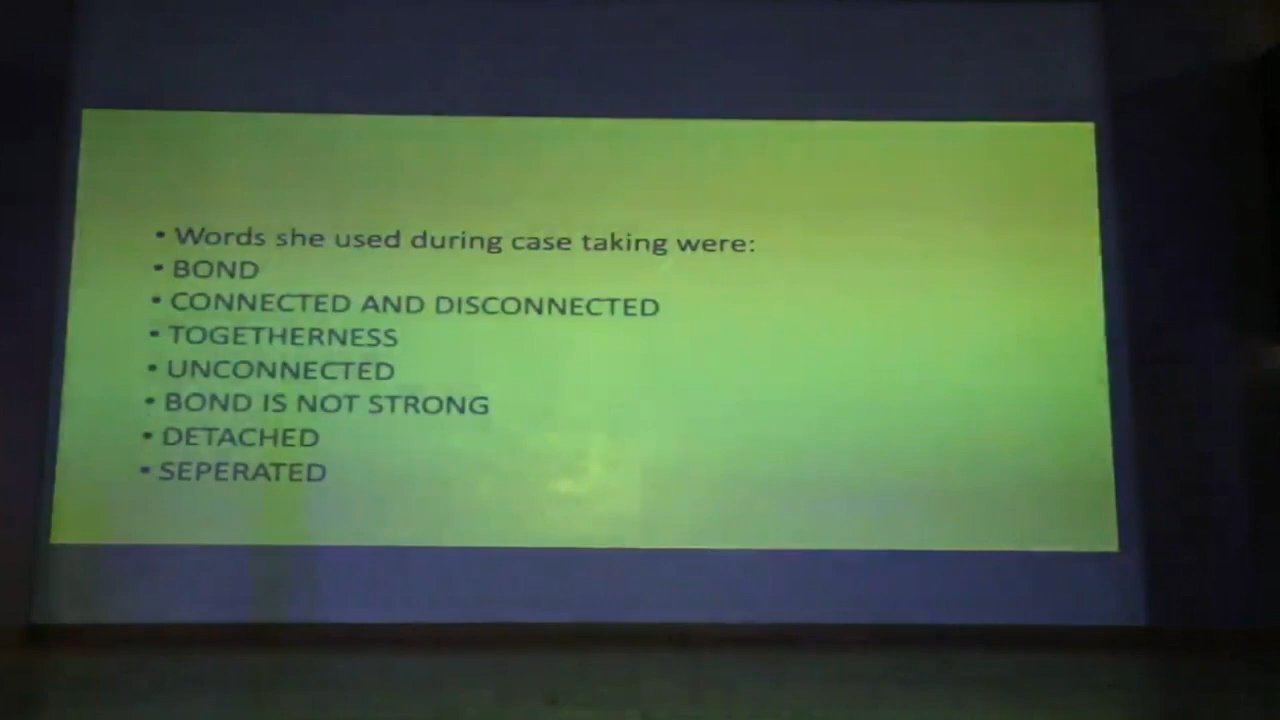 • Words she used during case taking were:
• BOND
• CONNECTED AND DISCONNECTED
• TOGETHERNESS
• UNCONNECTED
• BOND IS NOT STRONG
• DETACHED
• SEPERATED